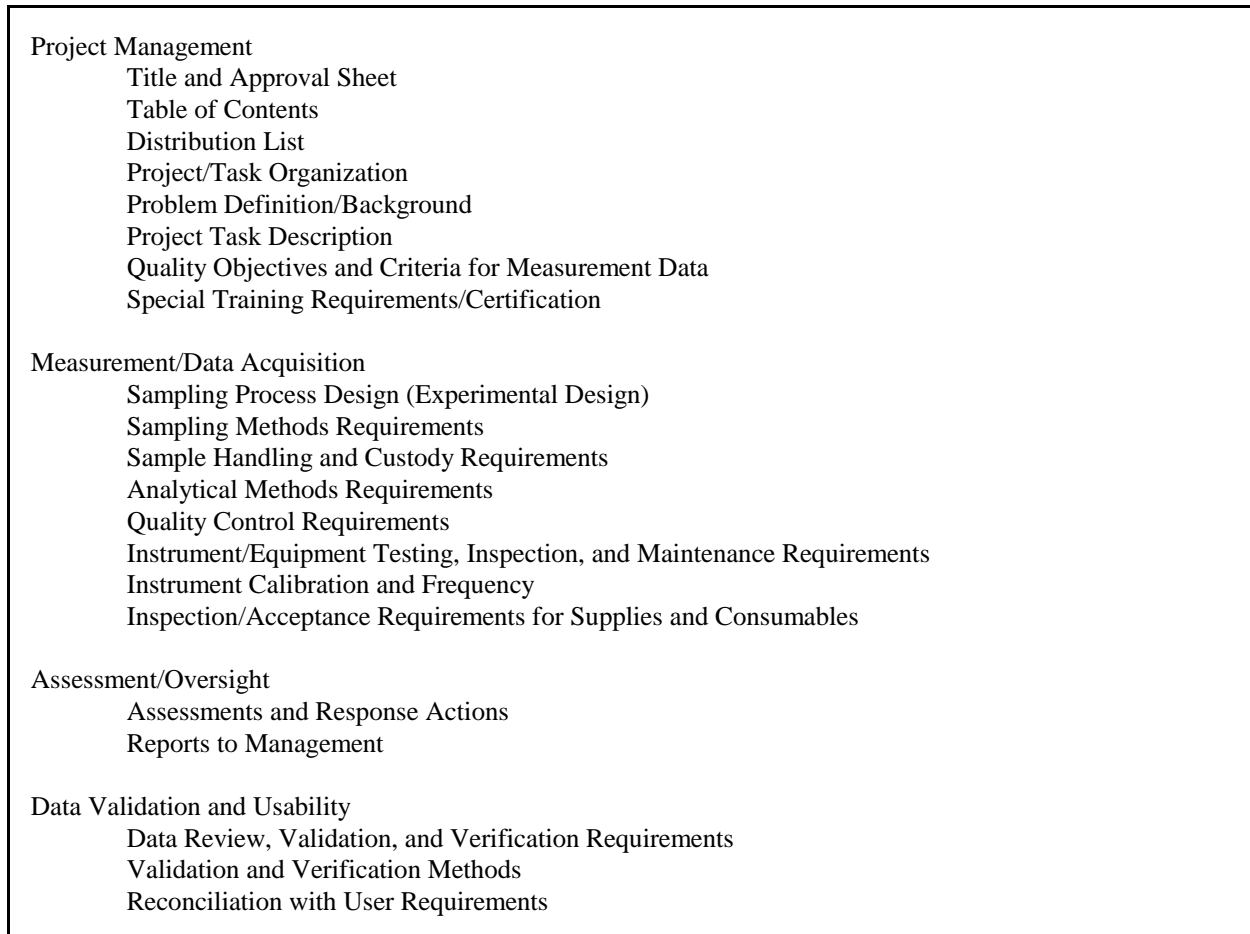 Project Management
Title and Approval Sheet
Table of Contents
Distribution List
Project/Task Organization
Problem Definition/Background
Project Task Description
Quality Objectives and Criteria for Measurement Data
Special Training Requirements/Certification
Measurement/Data Acquisition
Sampling Process Design (Experimental Design)
Sampling Methods Requirements
Sample Handling and Custody Requirements
Analytical Methods Requirements
Quality Control Requirements
Instrument/Equipment Testing, Inspection, and Maintenance Requirements
Instrument Calibration and Frequency
Inspection/Acceptance Requirements for Supplies and Consumables
Assessment/Oversight
Assessments and Response Actions
Reports to Management
Data Validation and Usability
Data Review, Validation, and Verification Requirements
Validation and Verification Methods
Reconciliation with User Requirements